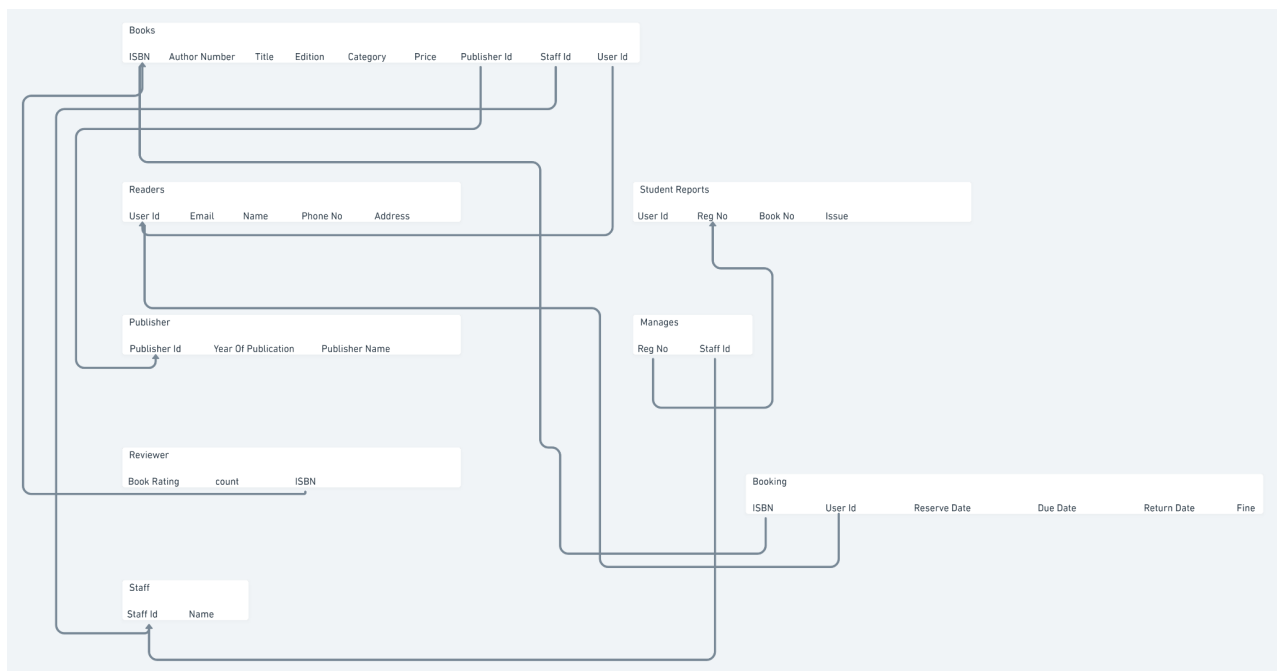 Books
ISBN Author Number Title Edition Category Price Publisher Id Staff Id User Id
Readers
User Id Email Name Phone No Address
Student Reports
User Id Reg No Book No Issue
Publisher
Publisher Id Year Of Publication Publisher Name
Manages
Reg No Staff Id
Reviewer
Book Rating count ISBN
Booking
ISBN User Id Reserve Date Due Date Return Date Fine
Staff
Staff Id Name